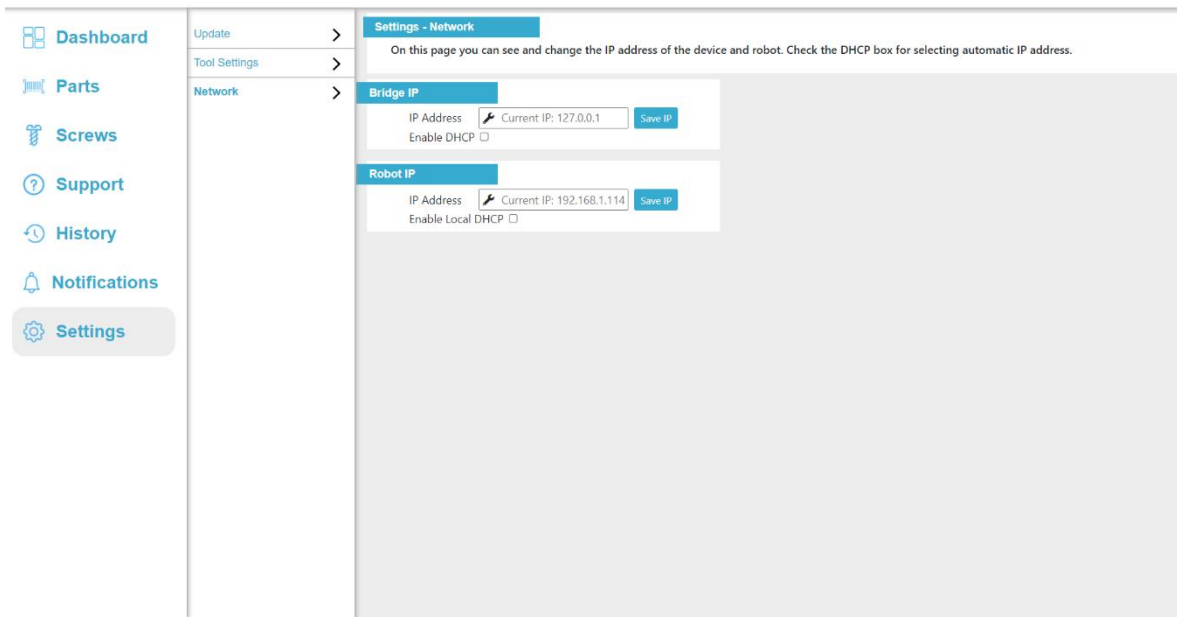 Dashboard
Parts
Screws
Support
History
Notifications
Settings
Update
Tool Settings
Network
Settings - Network
On this page you can see and change the IP address of the device and robot. Check the DHCP box for selecting automatic IP address.
Bridge IP
IP Address Current IP: 127.0.0.1 Save IP
Enable DHCP
Robot IP
IP Address Current IP: 192.168.1.114 Save IP
Enable Local DHCP